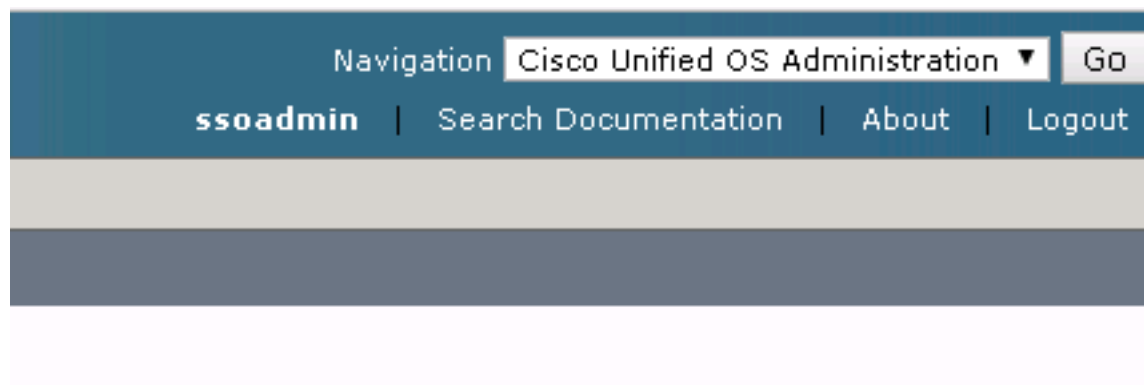 Navigation Cisco Unified OS Administration ▼ Go
ssoadmin | Search Documentation | About | Logout